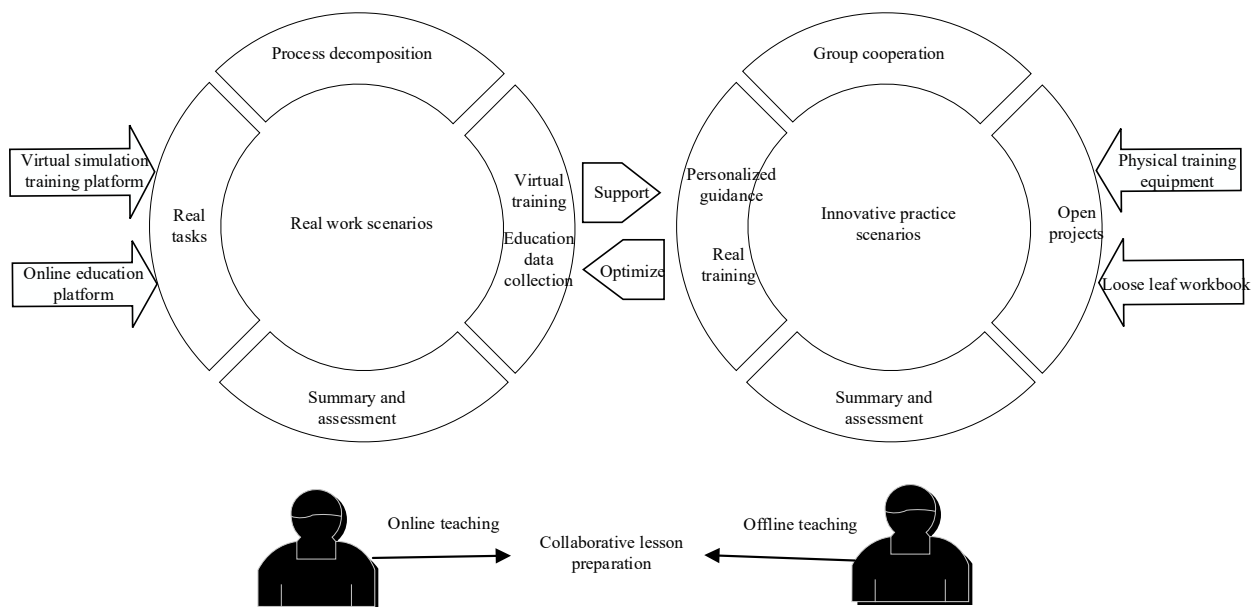 Process decomposition
Group cooperation
Virtual simulation
training platform
Physical training
equipment
Virtual
training
Support
Personalized
guidance
Real
tasks
Real work scenarios
Innovative practice
scenarios
Open
projects
Education
data
collection
Optimize
Real
training
Online education
platform
Loose leaf workbook
Summary and
assessment
Summary and
assessment
Online teaching
Offline teaching
Collaborative lesson
preparation